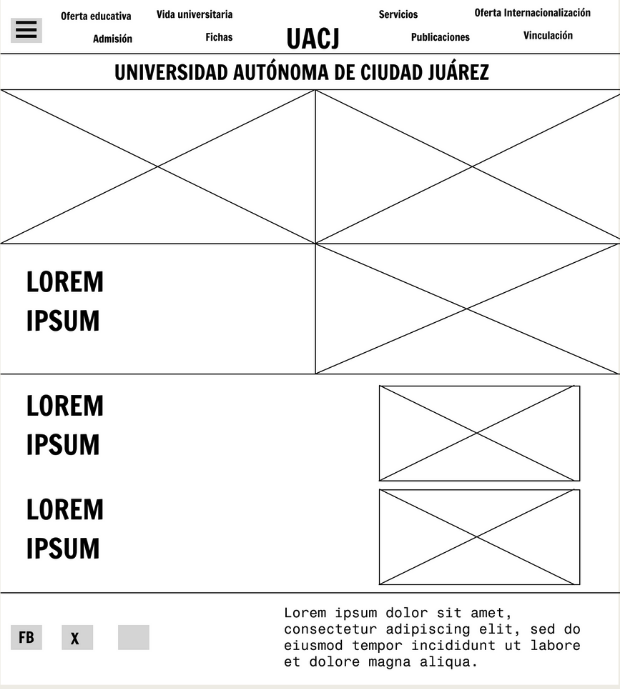 Oferta educativa
Vida universitaria
Servicios
Oferta Internacionalización
Admisión
Fichas
UACJ
Publicaciones
Vinculación
UNIVERSIDAD AUTÓNOMA DE CIUDAD JUÁREZ
LOREM
IPSUM
LOREM
IPSUM
LOREM
IPSUM
FB
X
Lorem ipsum dolor sit amet,
consectetur adipiscing elit, sed do
eiusmod tempor incididunt ut labore
et dolore magna aliqua.